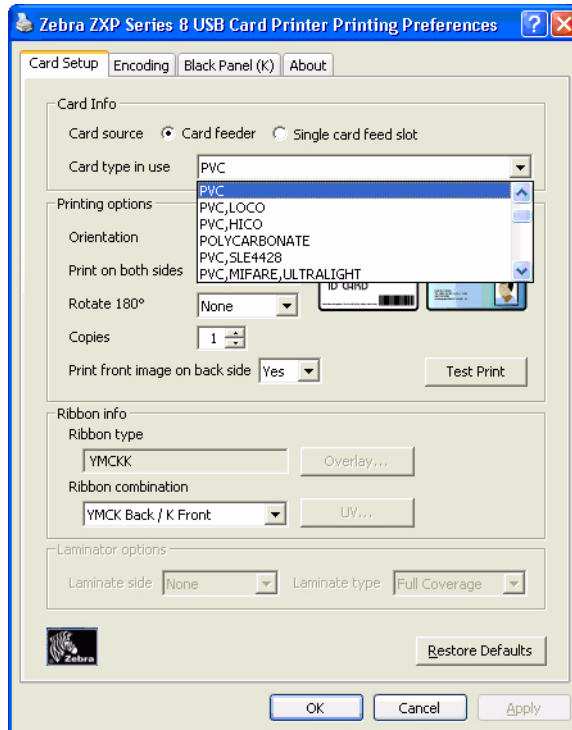 Zebra ZXP Series 8 USB Card Printer Printing Preferences
Card Setup Encoding Black Panel (K) About
Card Info
Card source Card feeder Single card feed slot
Card type in use PVC
PVC
PVC,LOCO
PVC,HICO
POLYCARBONATE
PVC,SLE4428
PVC,MIFARE,ULTRALIGHT
Printing options
Orientation
Print on both sides
ID CARD
Rotate 180° None
Copies 1
Print front image on back side Yes Test Print
Ribbon info
Ribbon type
YMCKK Overlay...
Ribbon combination
YMCK Back / K Front UV...
Laminator options
Laminate side None Laminate type Full Coverage
Zebra Restore Defaults
OK Cancel Apply